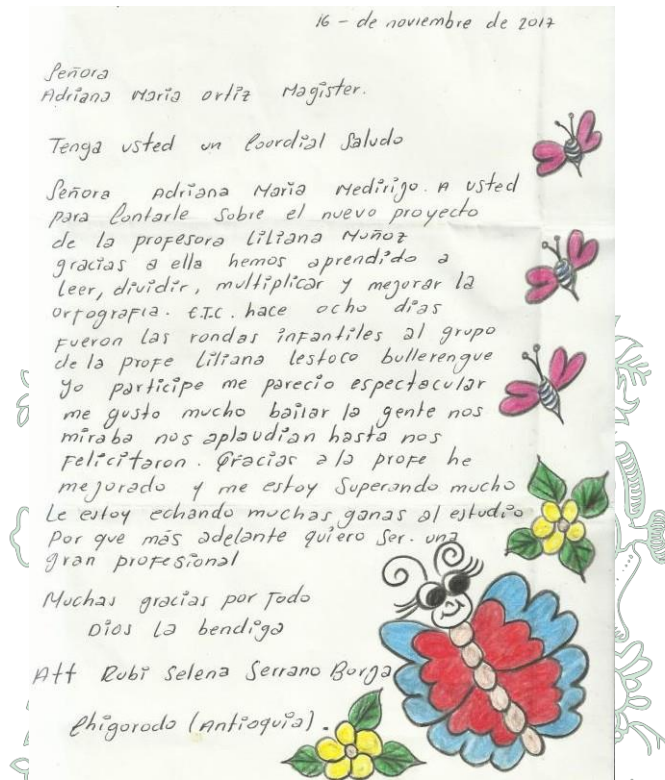 16 - de noviembre de 2017
Señora
Adriana Maria ortiz Magister.
Tenga usted un Coordial Saludo
Señora Adriana Maria Medirijo. A usted
para Contarle Sobre el nuevo proyecto
de la profesora Liliana Muñoz
gracias a ella hemos aprendido a
leer, dividir, multiplicar y mejorar la
ortografia. E.T.C. hace ocho dias
fueron las rondas infantiles al grupo
de la profe Liliana lestoco bullerengue
yo participe me parecio espectacular
me gusto mucho bailar la gente nos
miraba nos aplaudian hasta nos
Felicitaron. Gracias a la profe he
mejorado y me estoy Superando mucho
Le estoy echando muchas ganas al estudio
Por que más adelante quiero Ser. una
gran profesional
Muchas gracias por Todo
Dios La bendiga
Att Rubi Selena Serrano Borja
Chigorodo (Antioquia).